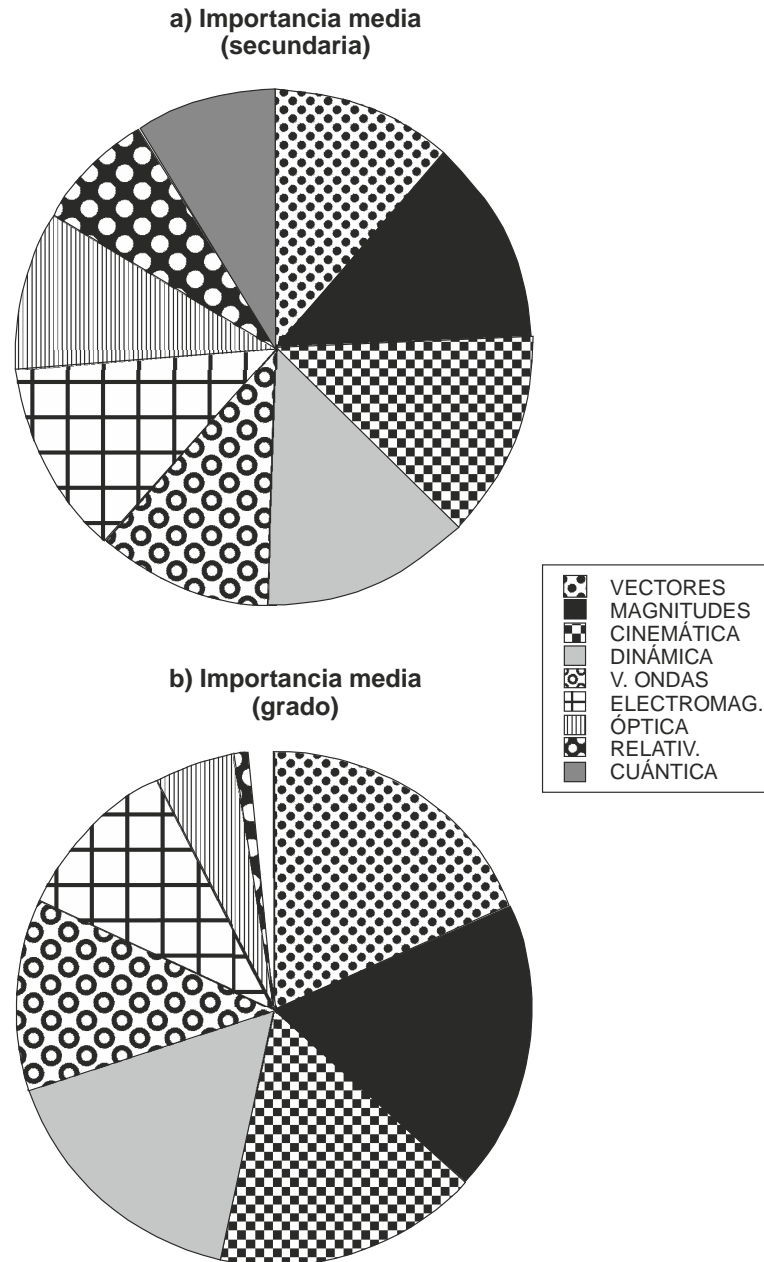 a) Importancia media
(secundaria)
VECTORES
MAGNITUDES
CINEMÁTICA
DINÁMICA
V. ONDAS
ELECTROMAG.
ÓPTICA
RELATIV.
CUÁNTICA
b) Importancia media
(grado)